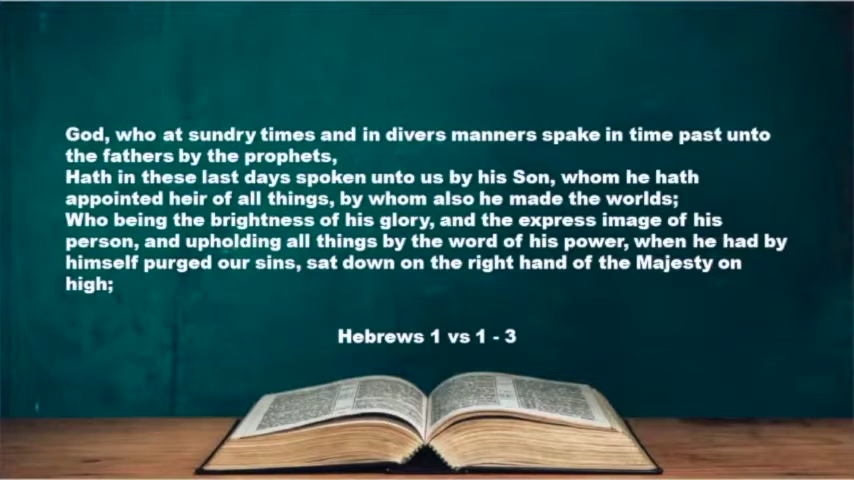 God, who at sundry times and in divers manners spake in time past unto
the fathers by the prophets,
Hath in these last days spoken unto us by his Son, whom he hath
appointed heir of all things, by whom also he made the worlds;
Who being the brightness of his glory, and the express image of his
person, and upholding all things by the word of his power, when he had by
himself purged our sins, sat down on the right hand of the Majesty on
high;
Hebrews 1 vs 1 - 3